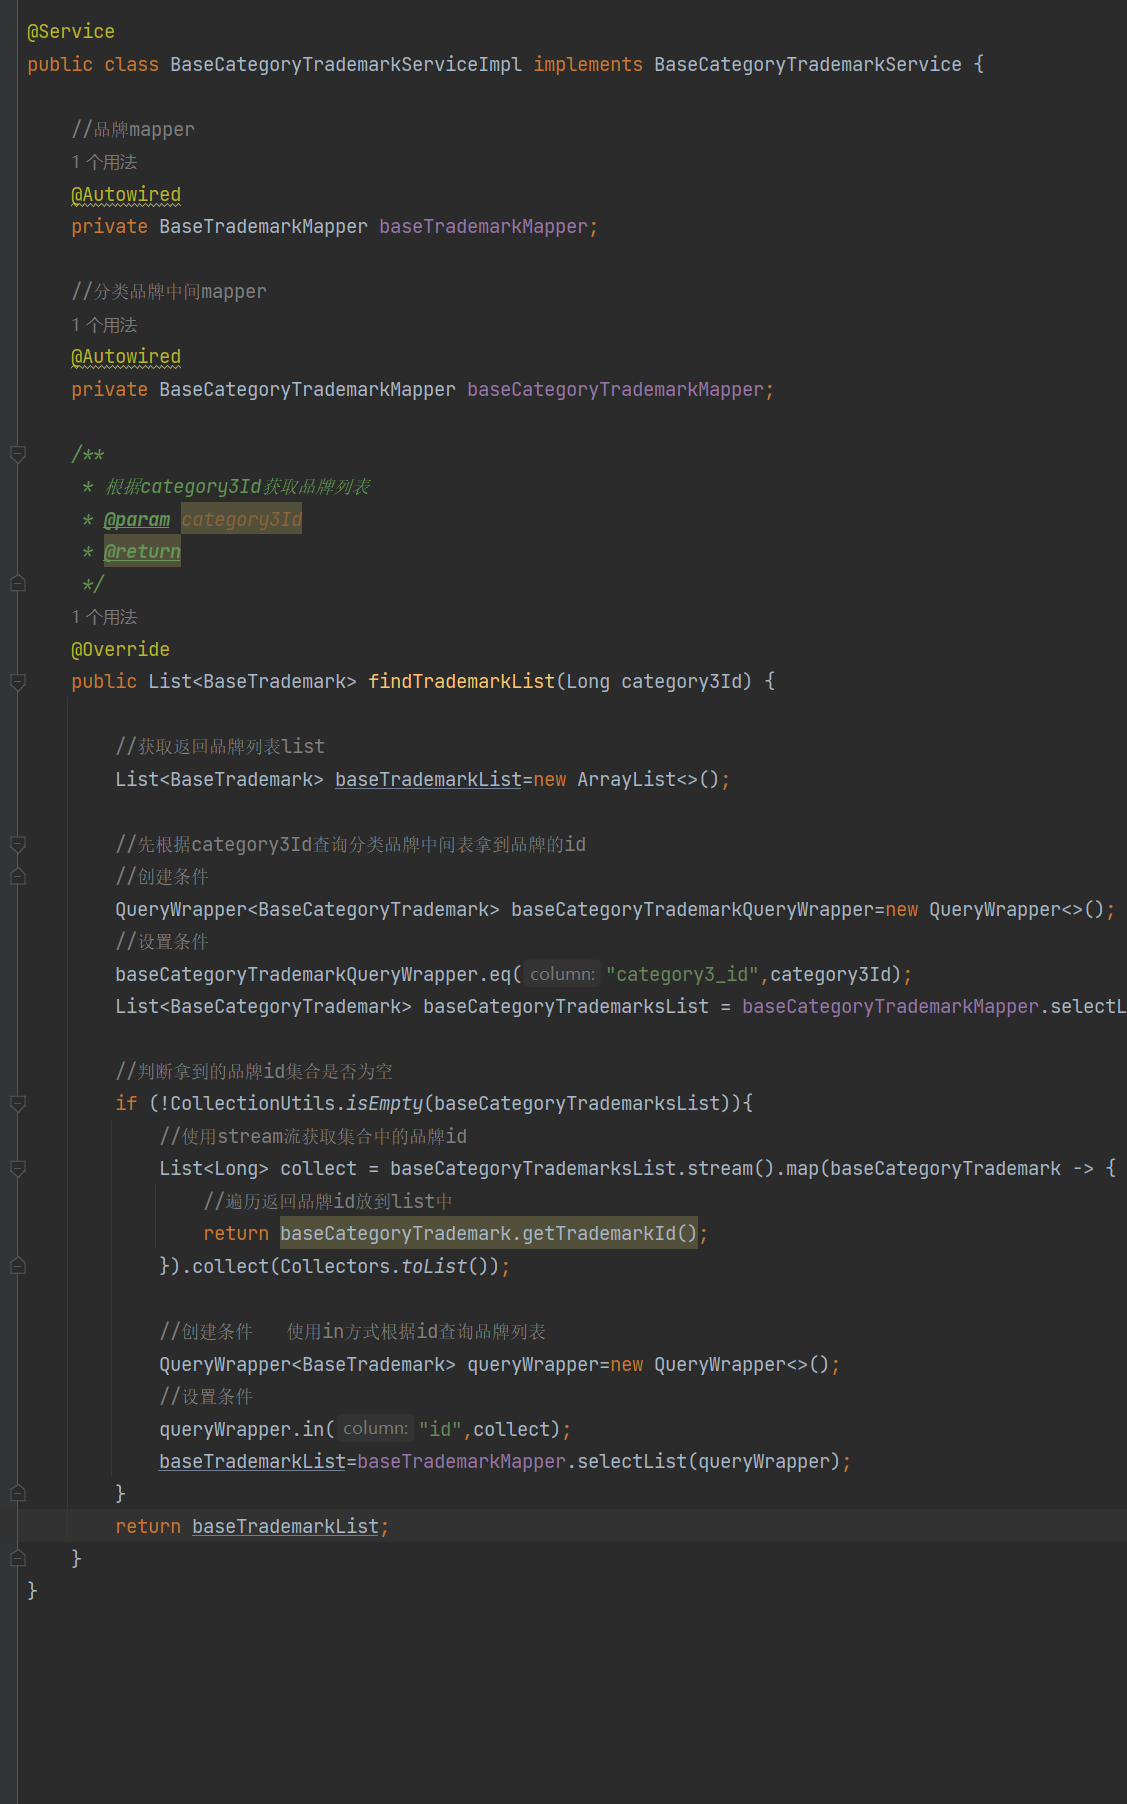 @Service
public class BaseCategoryTrademarkServiceImpl implements BaseCategoryTrademarkService {
//品牌mapper
1 个用法
@Autowired
private BaseTrademarkMapper baseTrademarkMapper;
//分类品牌中间mapper
1 个用法
@Autowired
private BaseCategoryTrademarkMapper baseCategoryTrademarkMapper;
/**
* 根据category3Id获取品牌列表
* @param category3Id
* @return
*/
1 个用法
@Override
public List<BaseTrademark> findTrademarkList(Long category3Id) {
//获取返回品牌列表list
List<BaseTrademark> baseTrademarkList=new ArrayList<>();
//先根据category3Id查询分类品牌中间表拿到品牌的id
//创建条件
QueryWrapper<BaseCategoryTrademark> baseCategoryTrademarkQueryWrapper=new QueryWrapper<>();
//设置条件
baseCategoryTrademarkQueryWrapper.eq( column: "category3_id",category3Id);
List<BaseCategoryTrademark> baseCategoryTrademarksList = baseCategoryTrademarkMapper.selectL
//判断拿到的品牌id集合是否为空
if (!CollectionUtils.isEmpty(baseCategoryTrademarksList)){
//使用stream流获取集合中的品牌id
List<Long> collect = baseCategoryTrademarksList.stream().map(baseCategoryTrademark -> {
//遍历返回品牌id放到list中
return baseCategoryTrademark.getTrademarkId();
}).collect(Collectors.toList());
//创建条件 使用in方式根据id查询品牌列表
QueryWrapper<BaseTrademark> queryWrapper=new QueryWrapper<>();
//设置条件
queryWrapper.in( column: "id",collect);
baseTrademarkList=baseTrademarkMapper.selectList(queryWrapper);
}
return baseTrademarkList;
}
}